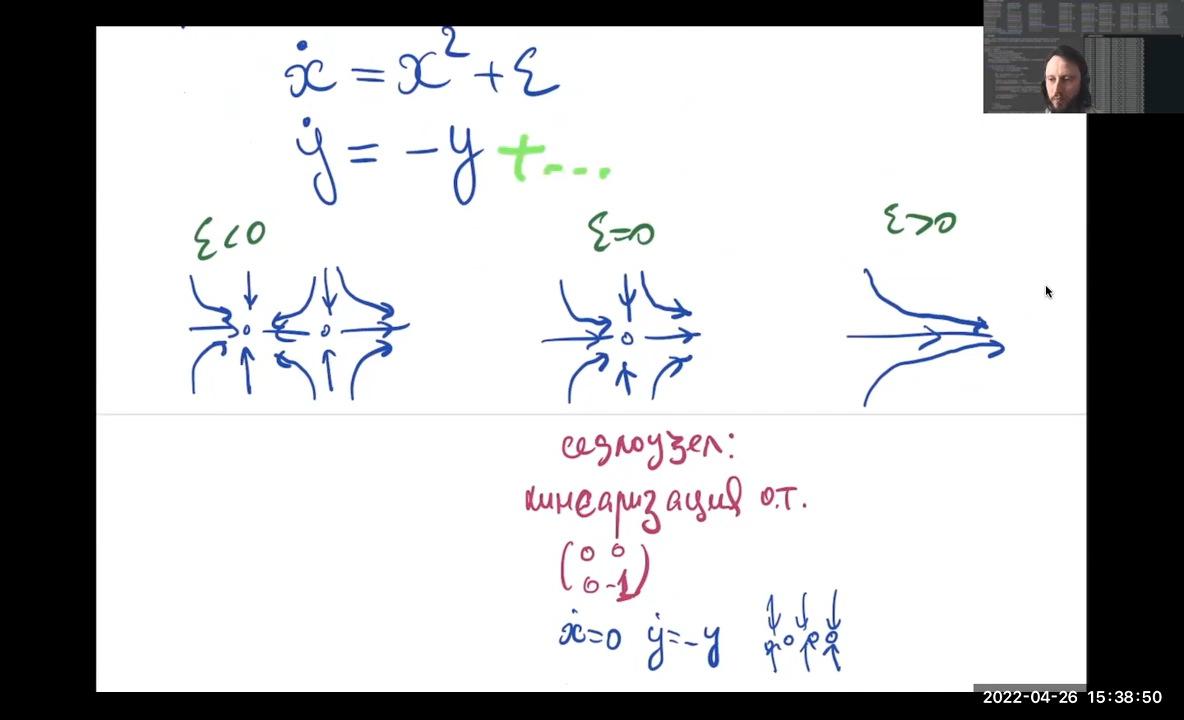 ẋ = x² + ε
ẏ = -y + ...
ε<0 ε=0 ε>0
седлоузел:
линеаризация о.т.
(0 0
0 -1)
ẋ=0 ẏ=-y
2022-04-26 15:38:50